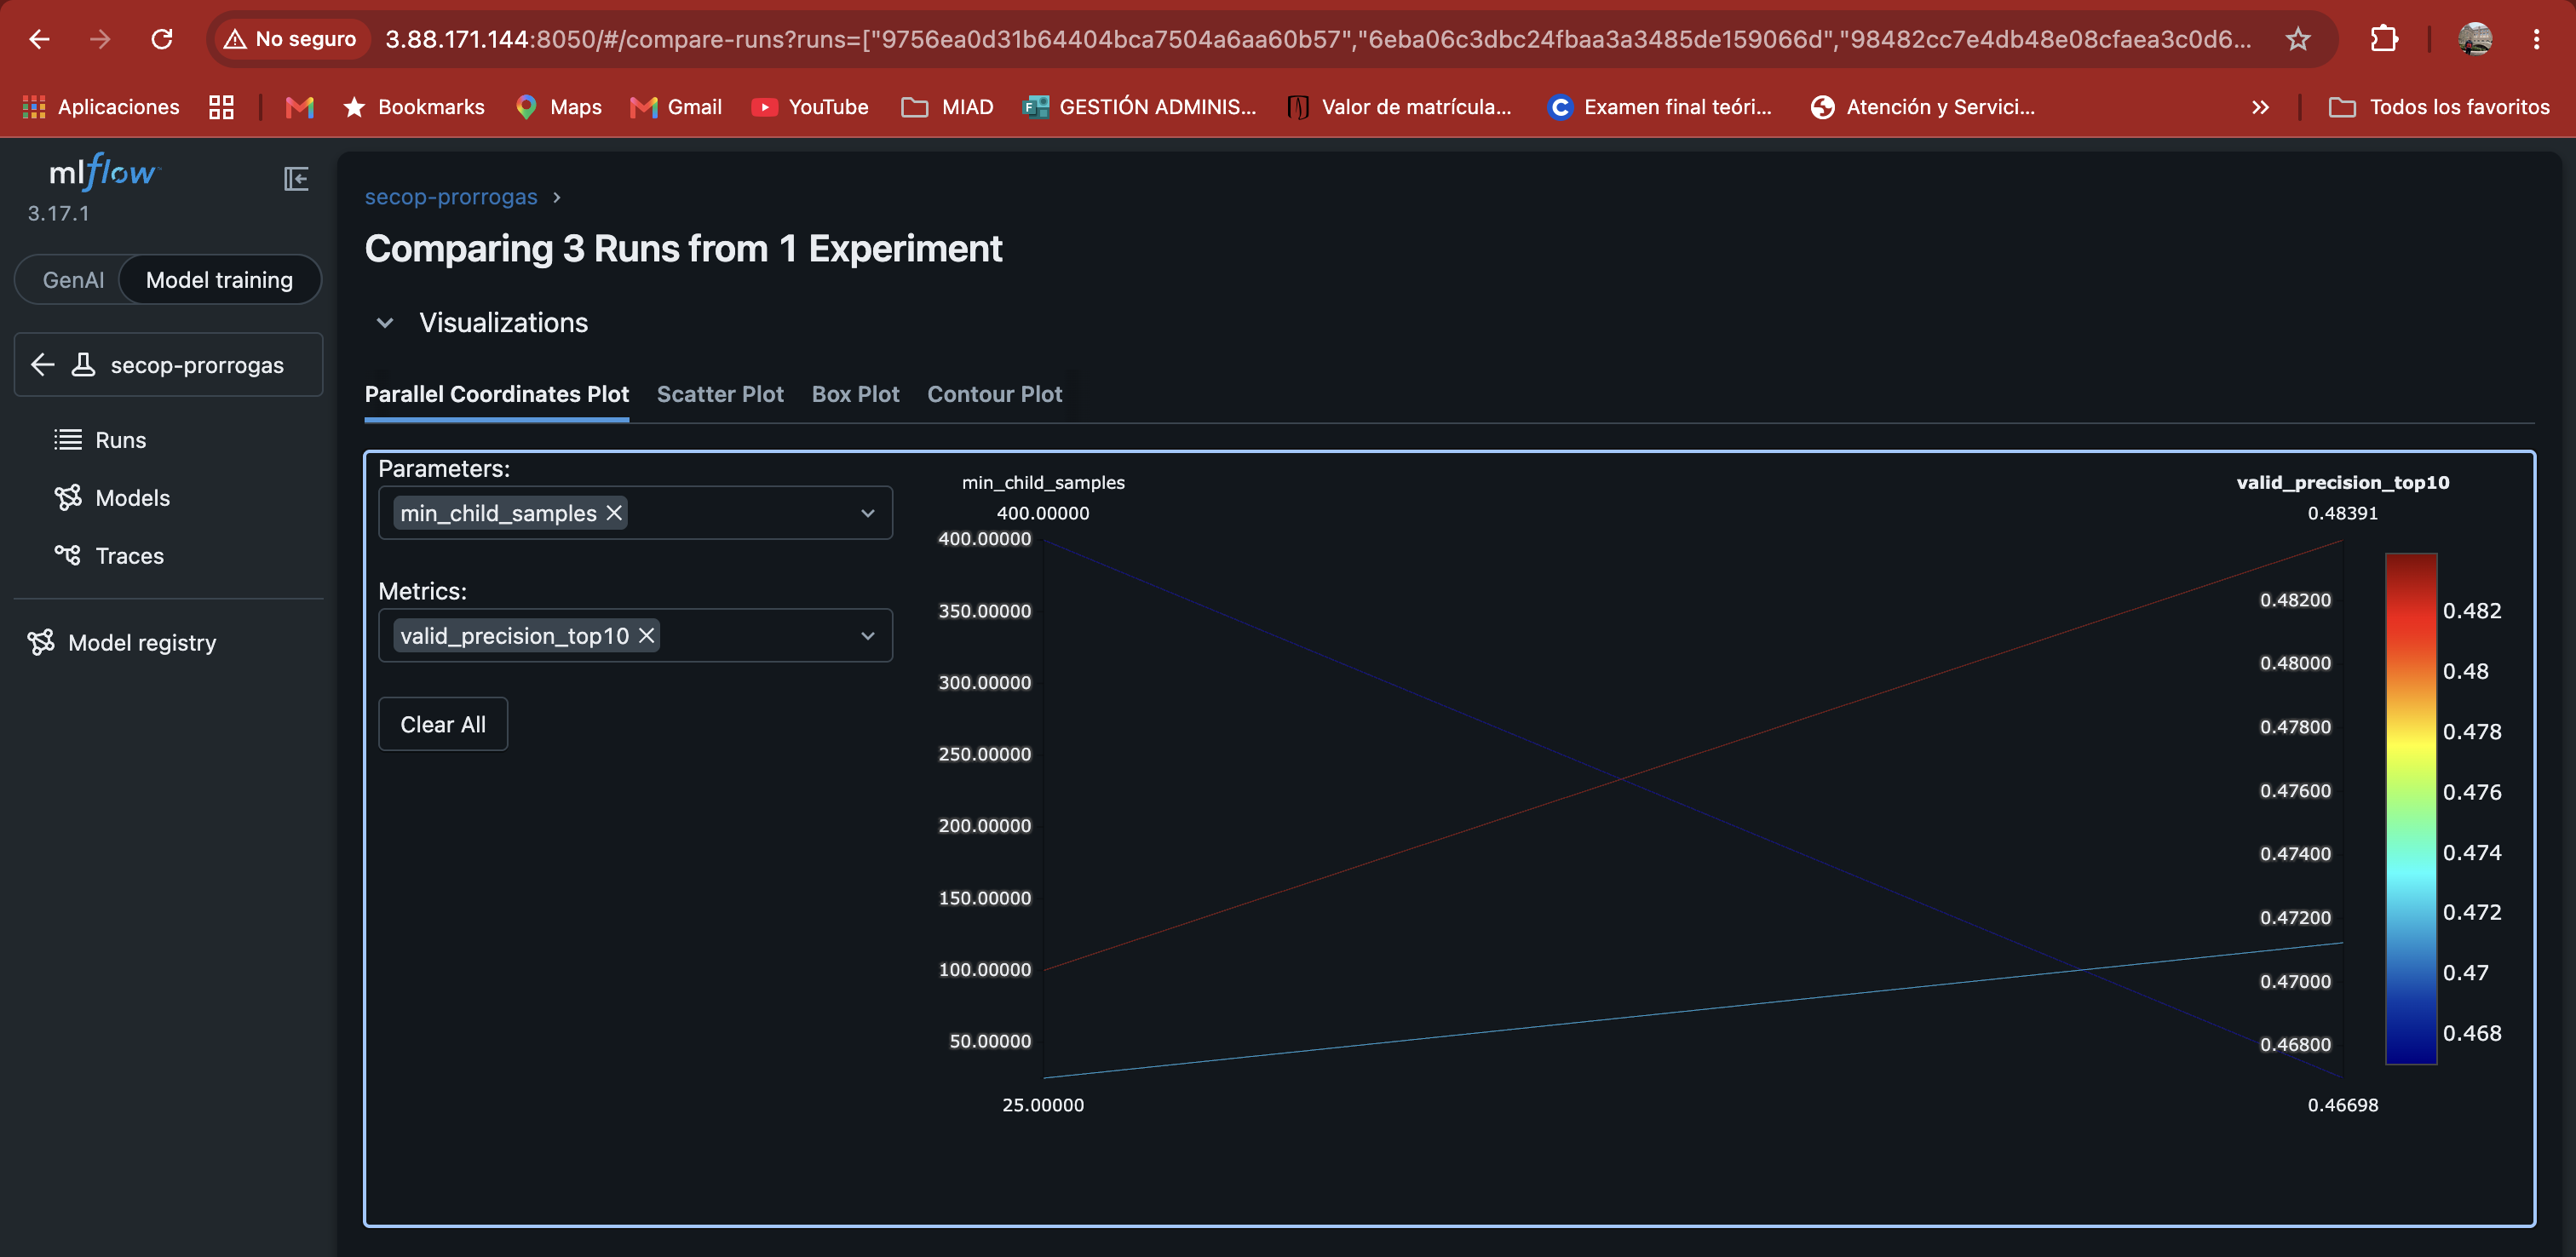 No seguro
3.88.171.144:8050/#/compare-runs?runs=["9756ea0d31b64404bca7504a6aa60b57","6eba06c3dbc24fbaa3a3485de159066d","98482cc7e4db48e08cfaea3c0d6...
Aplicaciones
Bookmarks
Maps
Gmail
YouTube
MIAD
GESTIÓN ADMINIS...
Valor de matrícula...
Examen final teóri...
Atención y Servici...
Todos los favoritos
mlflow
3.17.1
GenAI
Model training
secop-prorrogas
Runs
Models
Traces
Model registry
secop-prorrogas
Comparing 3 Runs from 1 Experiment
Visualizations
Parallel Coordinates Plot
Scatter Plot
Box Plot
Contour Plot
Parameters:
min_child_samples
Metrics:
valid_precision_top10
Clear All
min_child_samples
400.00000
400.00000
350.00000
300.00000
250.00000
200.00000
150.00000
100.00000
50.00000
25.00000
valid_precision_top10
0.48391
0.48200
0.48000
0.47800
0.47600
0.47400
0.47200
0.47000
0.46800
0.46698
0.482
0.48
0.478
0.476
0.474
0.472
0.47
0.468